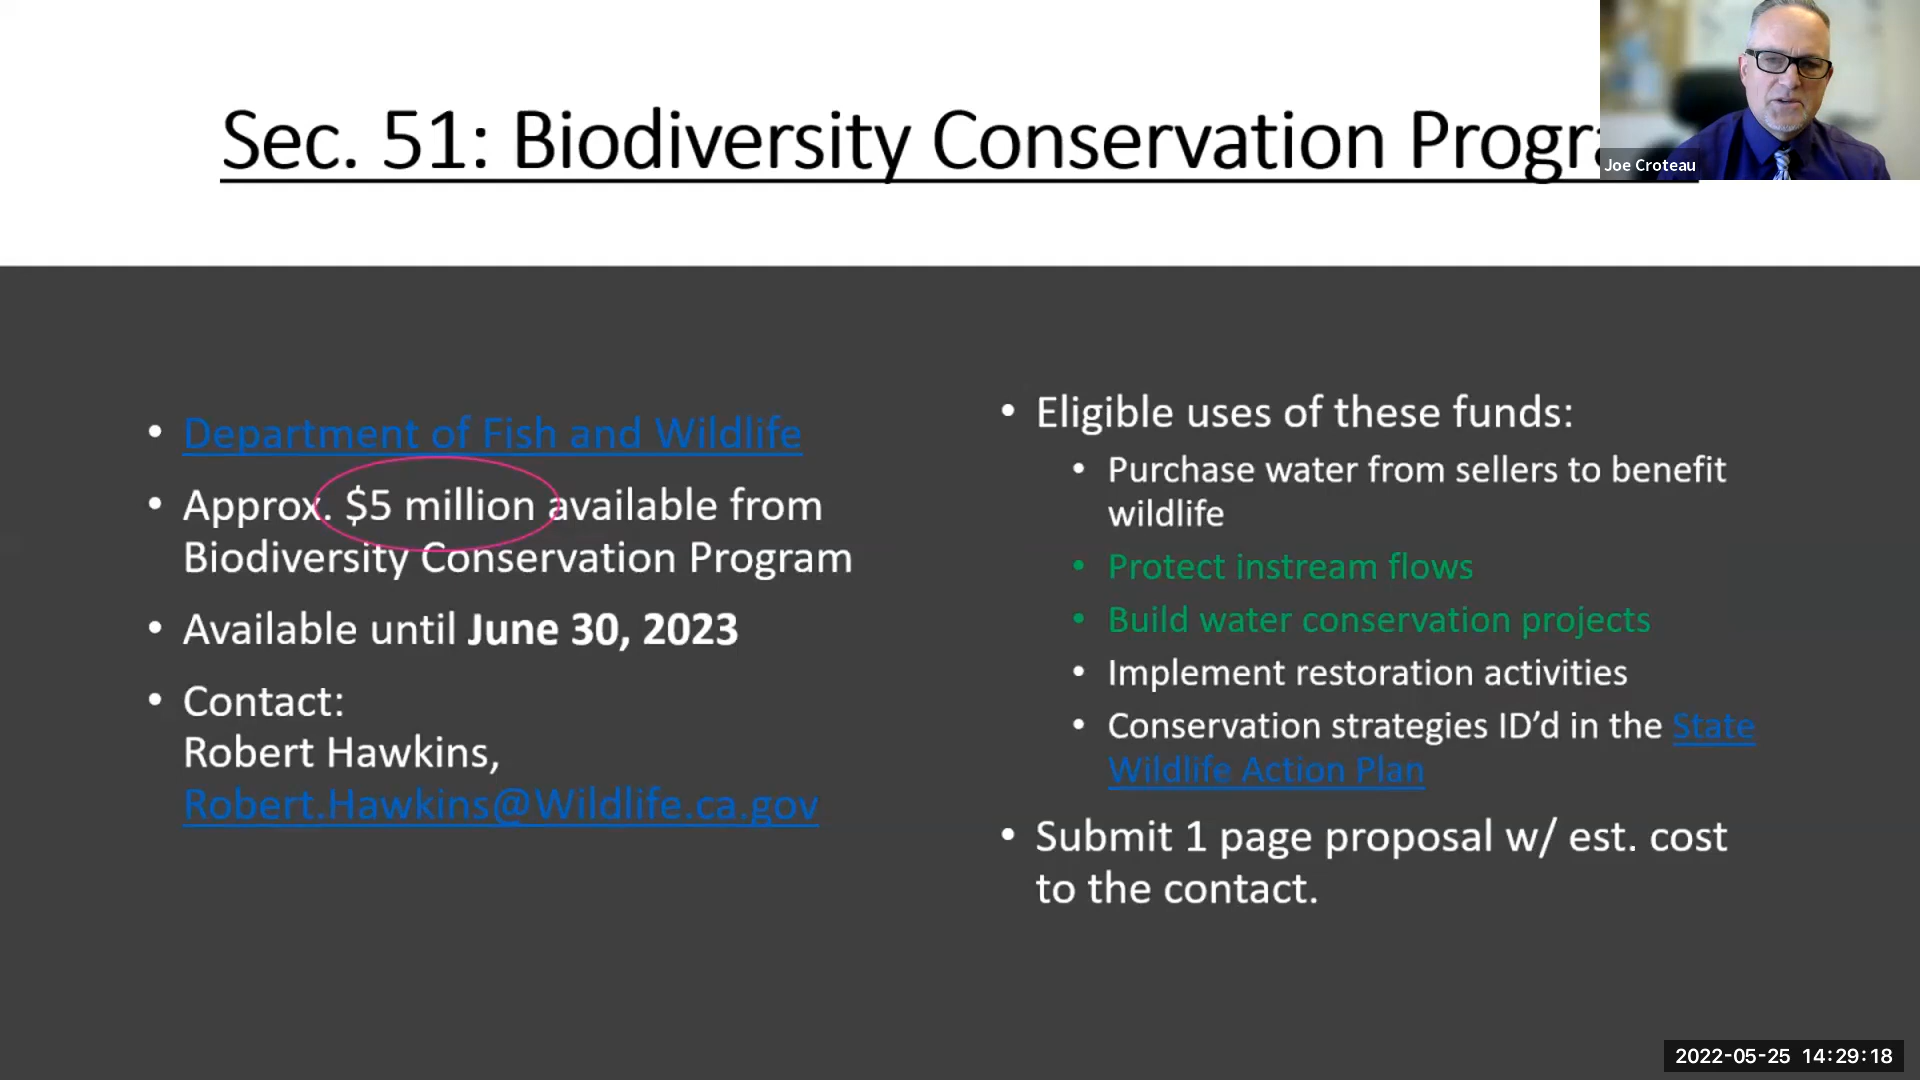 Sec. 51: Biodiversity Conservation Progra
Joe Croteau
• Department of Fish and Wildlife
• Approx. $5 million available from
Biodiversity Conservation Program
• Available until June 30, 2023
• Contact:
Robert Hawkins,
Robert.Hawkins@Wildlife.ca.gov
• Eligible uses of these funds:
• Purchase water from sellers to benefit
wildlife
• Protect instream flows
• Build water conservation projects
• Implement restoration activities
• Conservation strategies ID’d in the State
Wildlife Action Plan
• Submit 1 page proposal w/ est. cost
to the contact.
2022-05-25 14:29:18